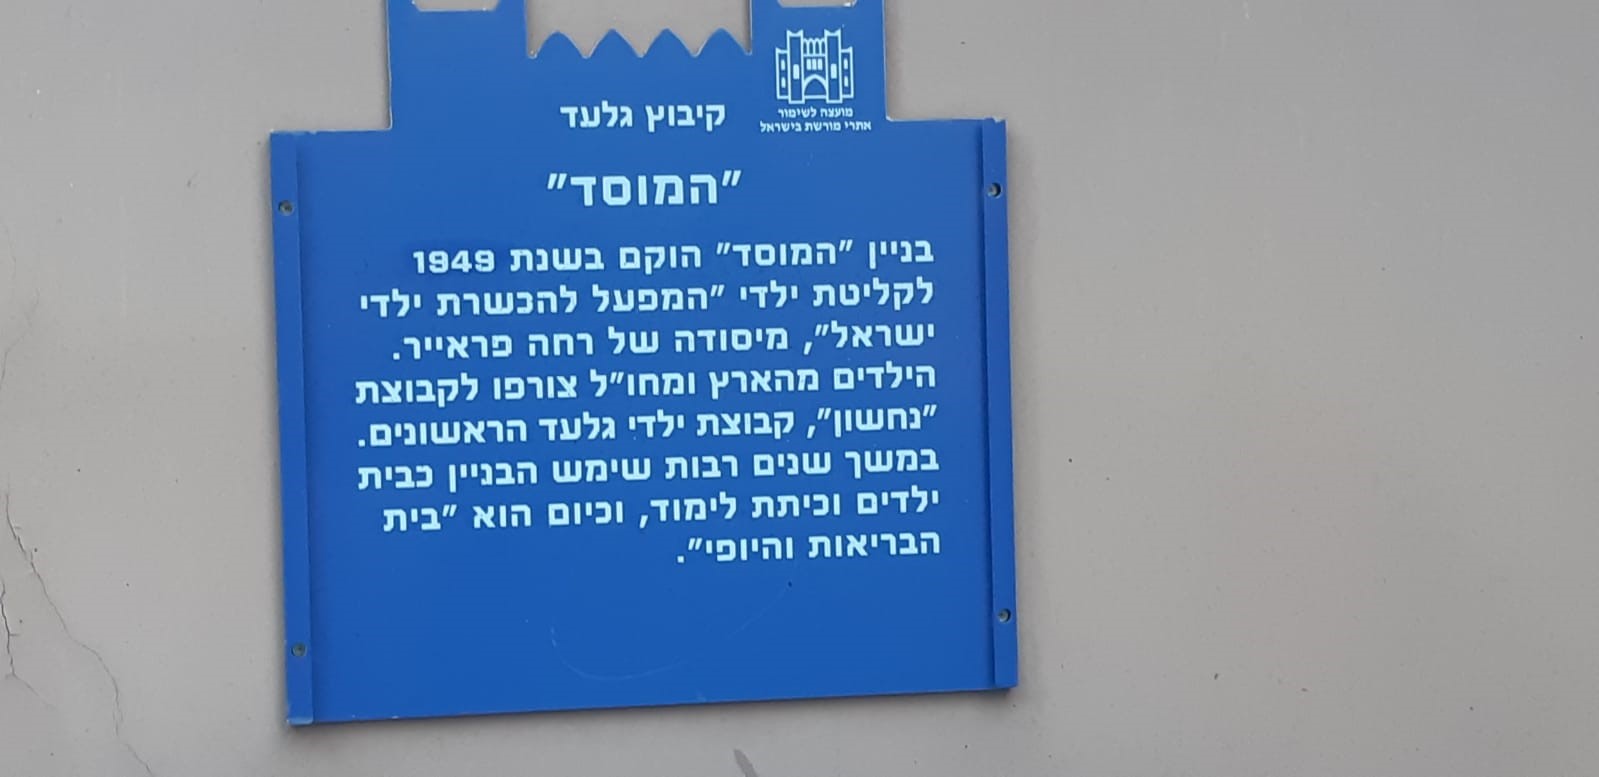 מועצה לשימור
אתרי מורשת בישראל
קיבוץ גלעד
"המוסד"
בניין "המוסד" הוקם בשנת 1949
לקליטת ילדי "המפעל להכשרת ילדי
ישראל", מיסודה של רחה פראייר.
הילדים מהארץ ומחו"ל צורפו לקבוצת
"נחשון", קבוצת ילדי גלעד הראשונים.
במשך שנים רבות שימש הבניין כבית
ילדים וכיתת לימוד, וכיום הוא "בית
הבריאות והיופי".